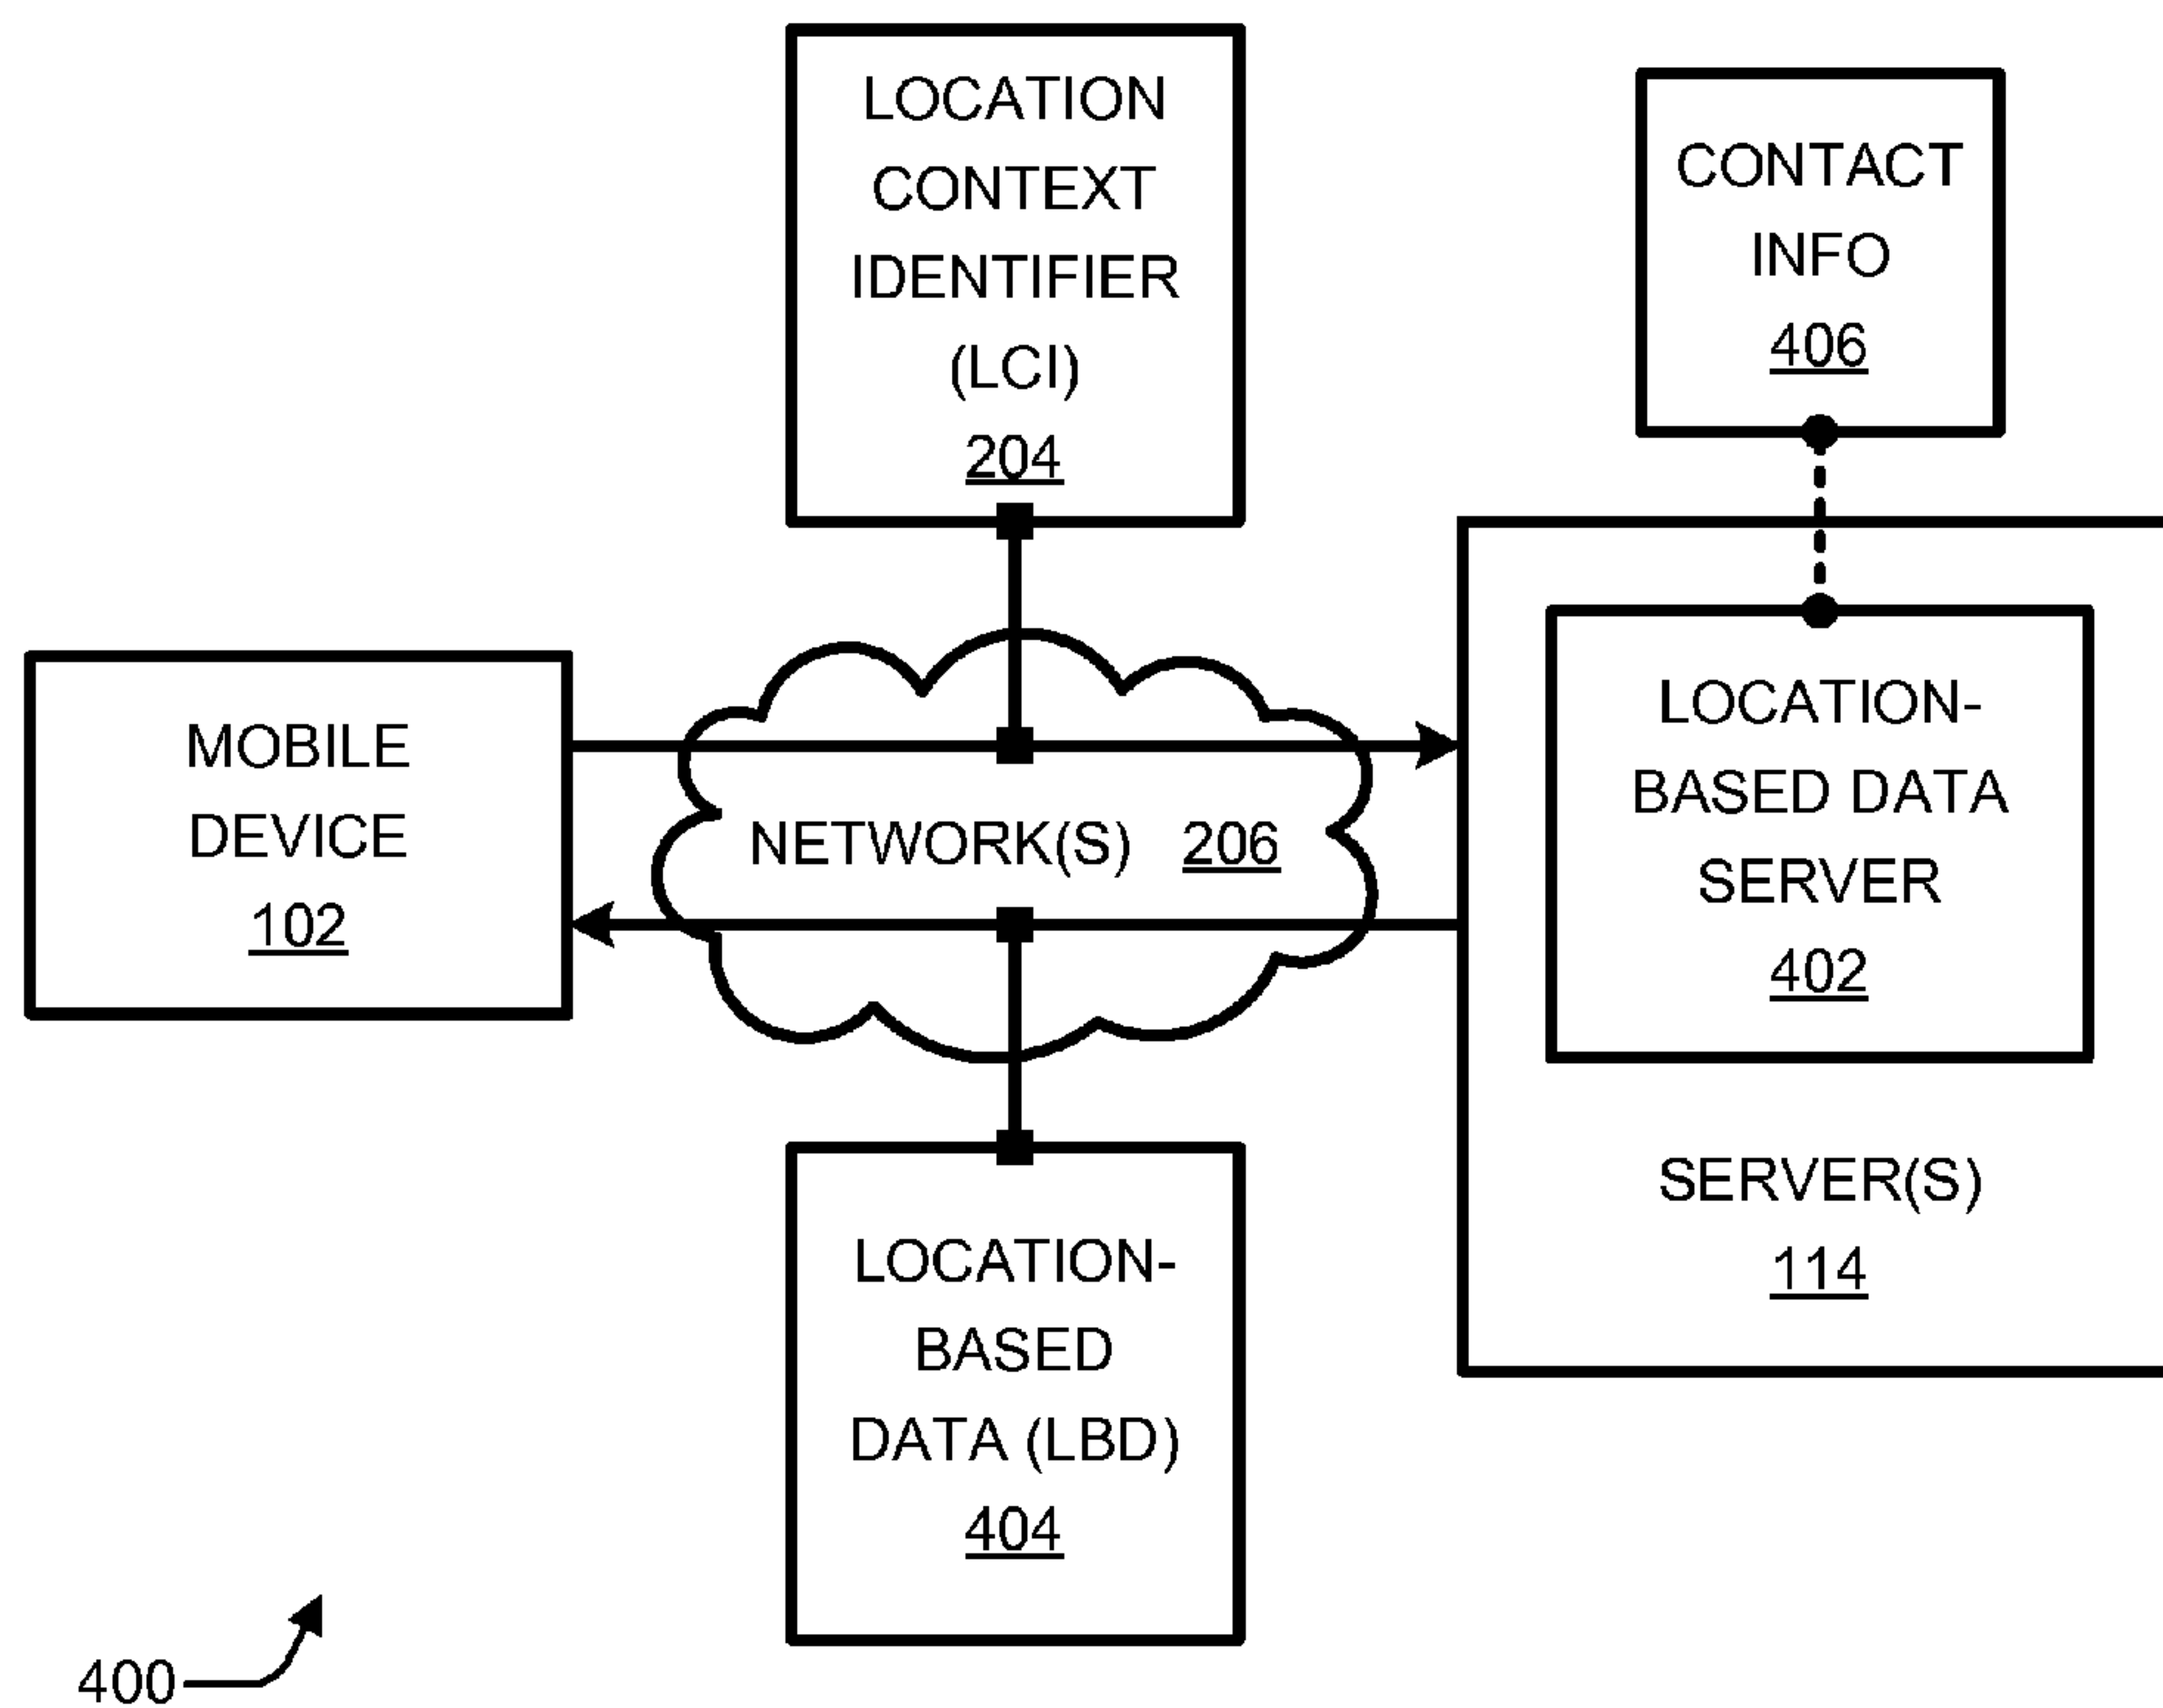 LOCATION
CONTEXT
IDENTIFIER
(LCI)
204
CONTACT
INFO
406
MOBILE
DEVICE
102
NETWORK(S) 206
LOCATION-
BASED DATA
SERVER
402
SERVER(S)
114
LOCATION-
BASED
DATA (LBD)
404
400